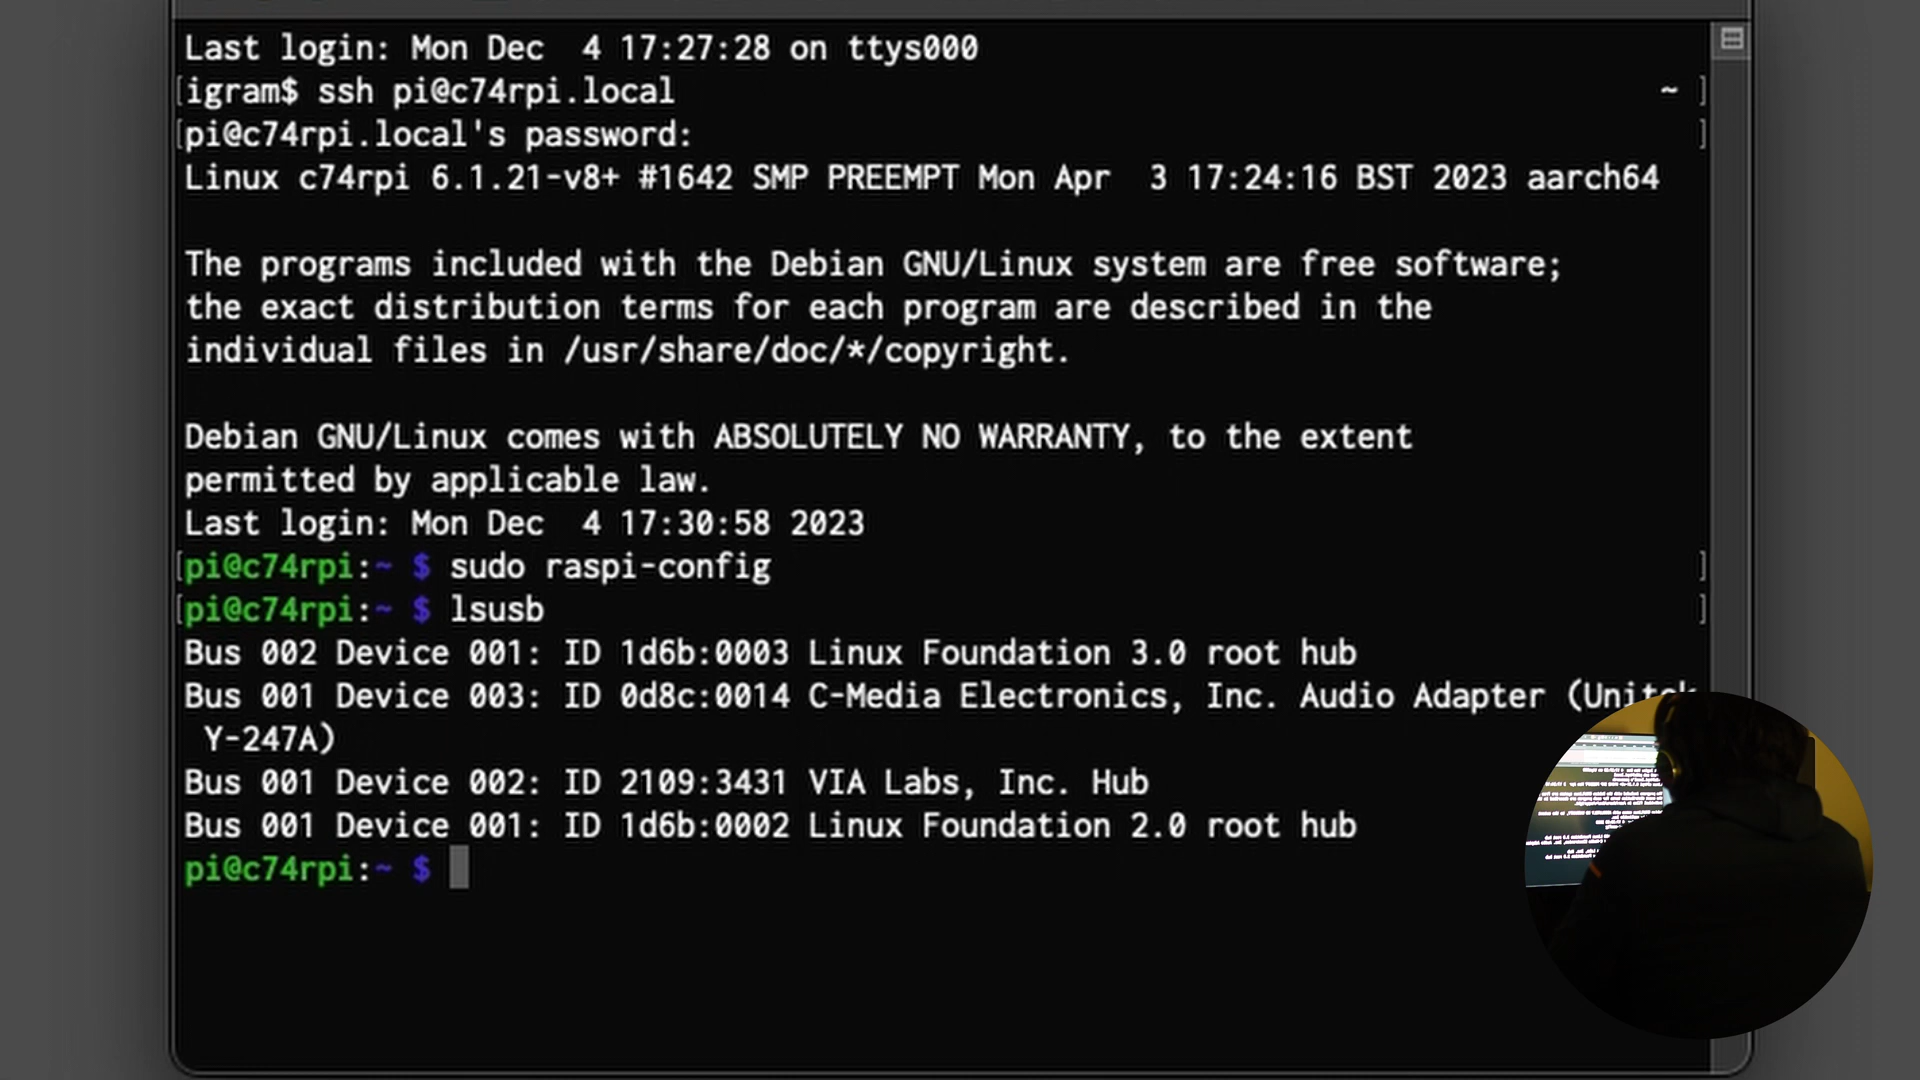 Last login: Mon Dec  4 17:27:28 on ttys000
[igram$ ssh pi@c74rpi.local ~ ]
[pi@c74rpi.local's password: ]
Linux c74rpi 6.1.21-v8+ #1642 SMP PREEMPT Mon Apr  3 17:24:16 BST 2023 aarch64
The programs included with the Debian GNU/Linux system are free software;
the exact distribution terms for each program are described in the
individual files in /usr/share/doc/*/copyright.
Debian GNU/Linux comes with ABSOLUTELY NO WARRANTY, to the extent
permitted by applicable law.
Last login: Mon Dec  4 17:30:58 2023
[pi@c74rpi:~ $ sudo raspi-config ]
[pi@c74rpi:~ $ lsusb ]
Bus 002 Device 001: ID 1d6b:0003 Linux Foundation 3.0 root hub
Bus 001 Device 003: ID 0d8c:0014 C-Media Electronics, Inc. Audio Adapter (Unitek
 Y-247A)
Bus 001 Device 002: ID 2109:3431 VIA Labs, Inc. Hub
Bus 001 Device 001: ID 1d6b:0002 Linux Foundation 2.0 root hub
pi@c74rpi:~ $